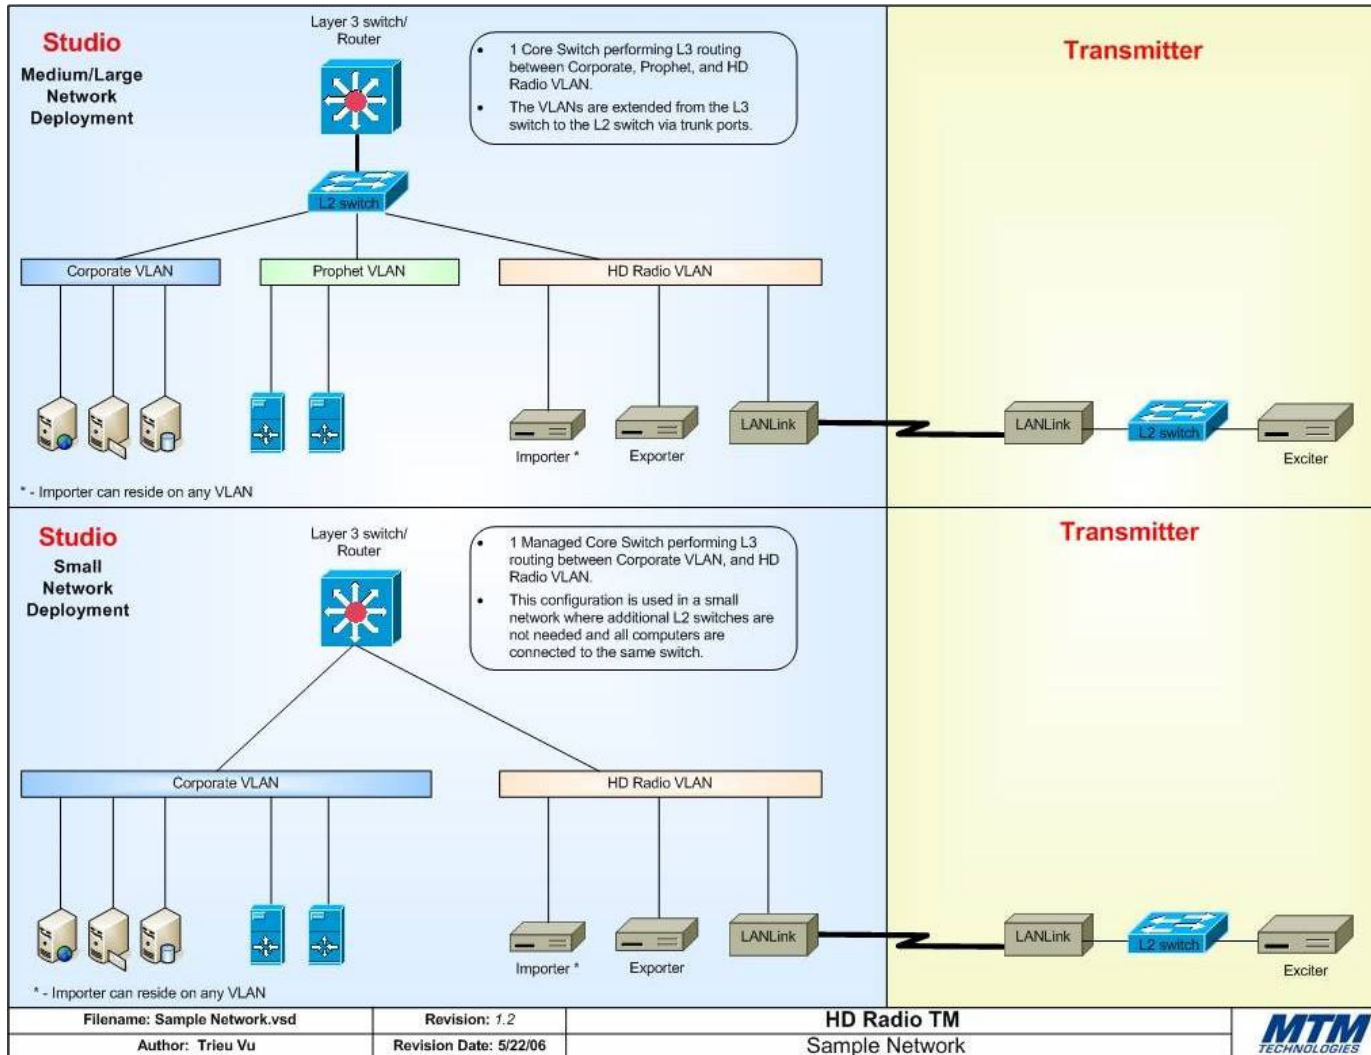 Studio
Medium/Large
Network
Deployment
Layer 3 switch/
Router
• 1 Core Switch performing L3 routing
between Corporate, Prophet, and HD
Radio VLAN.
• The VLANs are extended from the L3
switch to the L2 switch via trunk ports.
Transmitter
L2 switch
Corporate VLAN
Prophet VLAN
HD Radio VLAN
LANLink
Importer *
Exporter
LANLink
L2 switch
Exciter
* - Importer can reside on any VLAN
Studio
Small
Network
Deployment
Layer 3 switch/
Router
• 1 Managed Core Switch performing L3
routing between Corporate VLAN, and HD
Radio VLAN.
• This configuration is used in a small
network where additional L2 switches are
not needed and all computers are
connected to the same switch.
Transmitter
Corporate VLAN
HD Radio VLAN
LANLink
Importer *
Exporter
LANLink
L2 switch
Exciter
* - Importer can reside on any VLAN
Filename: Sample Network.vsd
Revision: 1.2
HD Radio TM
Author: Trieu Vu
Revision Date: 5/22/06
Sample Network
MTM
TECHNOLOGIES